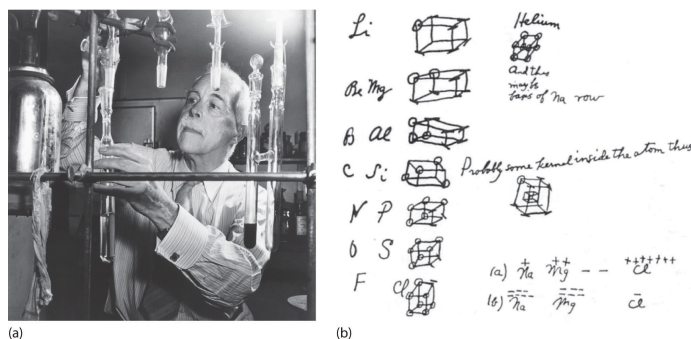 Li
Helium
And this
may be
basis of Na row
Be Mg
B Al
C Si
Probably some kernel inside the atom thus
N P
O S
F Cl
+ ++ +++++++
(a) Na Mg - - Cl
(b) Na Mg Cl
(a)
(b)